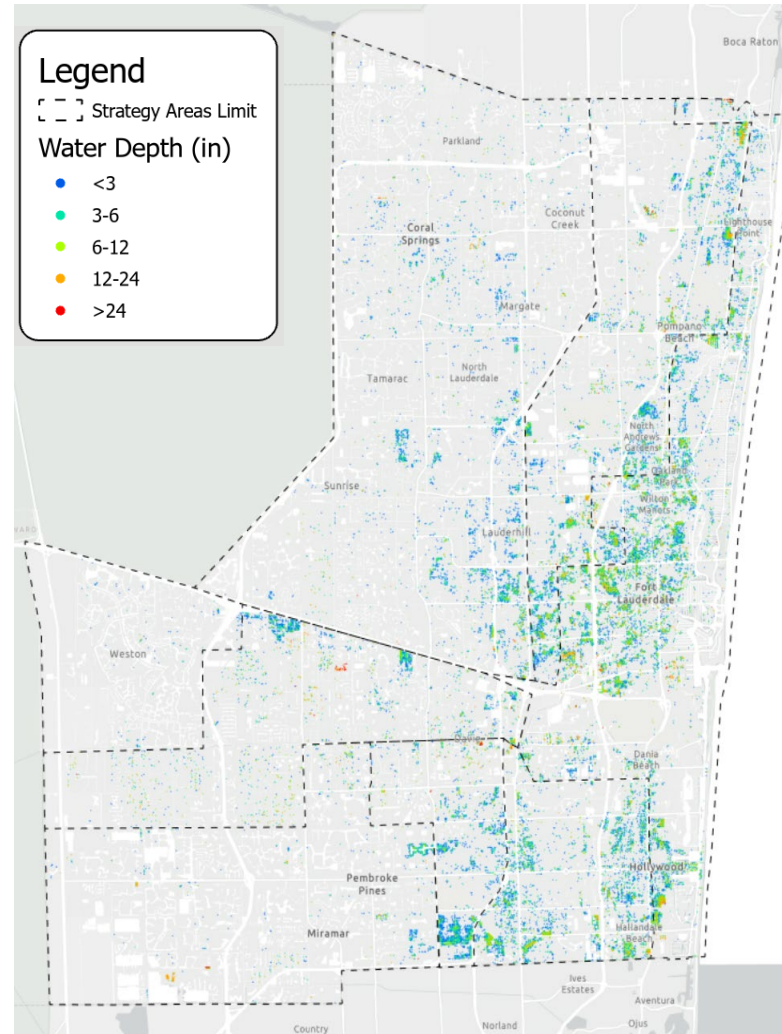 Boca Raton
Legend
Strategy Areas Limit
Water Depth (in)
<3
3-6
6-12
12-24
>24
Parkland
Coconut
Creek
Coral
Springs
Lighthouse
Point
Margate
Pompano
Beach
North
Lauderdale
Tamarac
North
Andrews
Gardens
Oakland
Park
Sunrise
Wilton
Manors
Lauderhill
Fort
Lauderdale
Weston
Davie
Dania
Beach
Hollywood
Pembroke
Pines
Miramar
Hallandale
Beach
Ives
Estates
Aventura
Country
Norland
Ojus